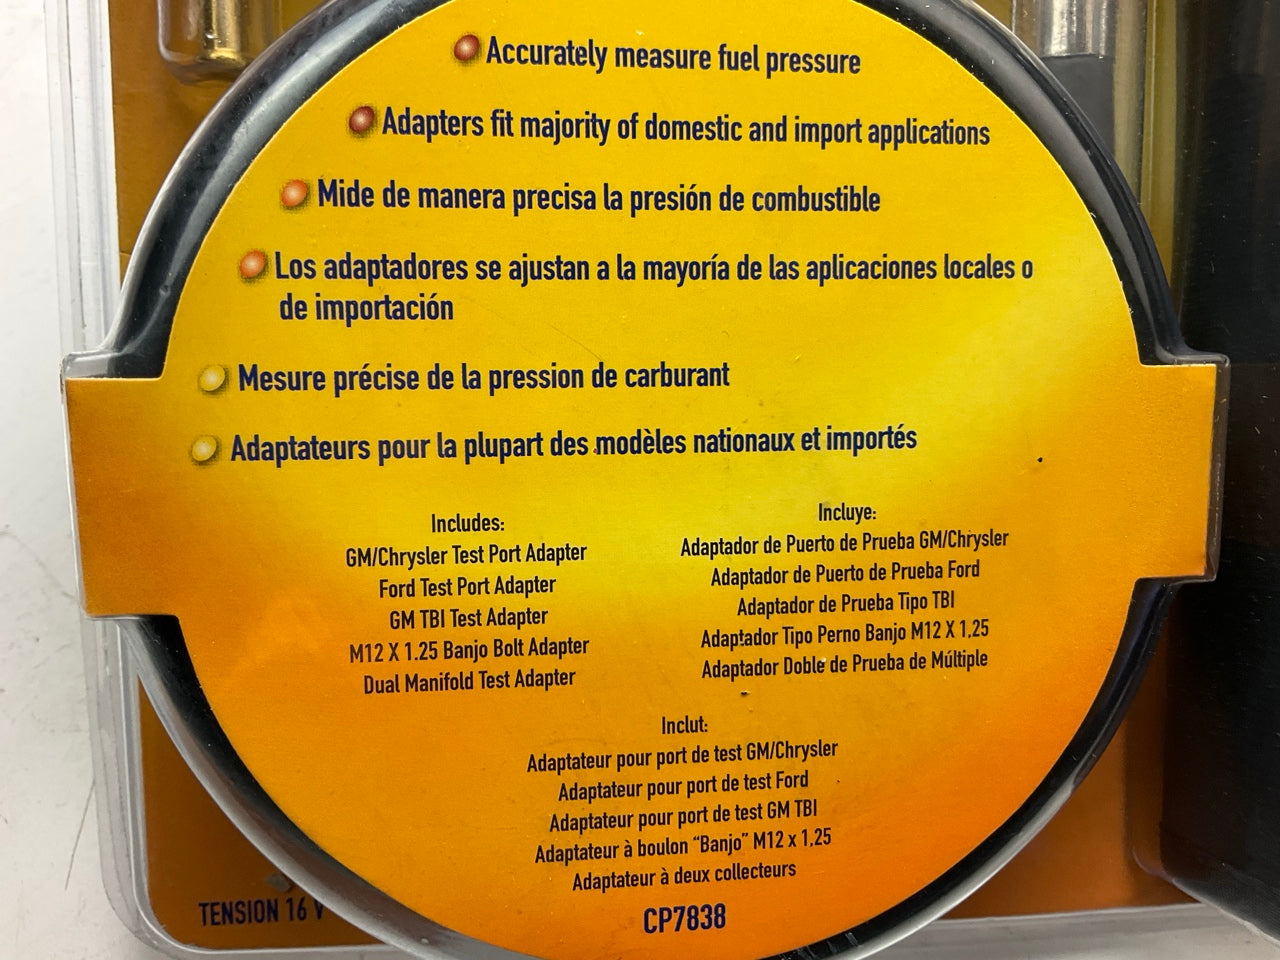 Accurately measure fuel pressure
Adapters fit majority of domestic and import applications
Mide de manera precisa la presión de combustible
Los adaptadores se ajustan a la mayoría de las aplicaciones locales o
de importación
Mesure précise de la pression de carburant
Adaptateurs pour la plupart des modèles nationaux et importés
Includes:
GM/Chrysler Test Port Adapter
Ford Test Port Adapter
GM TBI Test Adapter
M12 X 1.25 Banjo Bolt Adapter
Dual Manifold Test Adapter
Incluye:
Adaptador de Puerto de Prueba GM/Chrysler
Adaptador de Puerto de Prueba Ford
Adaptador de Prueba Tipo TBI
Adaptador Tipo Perno Banjo M12 X 1,25
Adaptador Doble de Prueba de Múltiple
Inclut:
Adaptateur pour port de test GM/Chrysler
Adaptateur pour port de test Ford
Adaptateur pour port de test GM TBI
Adaptateur à boulon “Banjo” M12 x 1,25
Adaptateur à deux collecteurs
CP7838
TENSION 16 V